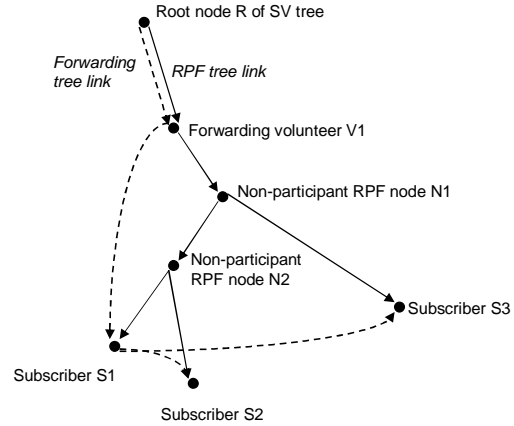 Root node R of SV tree
Forwarding
tree link
RPF tree link
Forwarding volunteer V1
Non-participant RPF node N1
Non-participant
RPF node N2
Subscriber S3
Subscriber S1
Subscriber S2